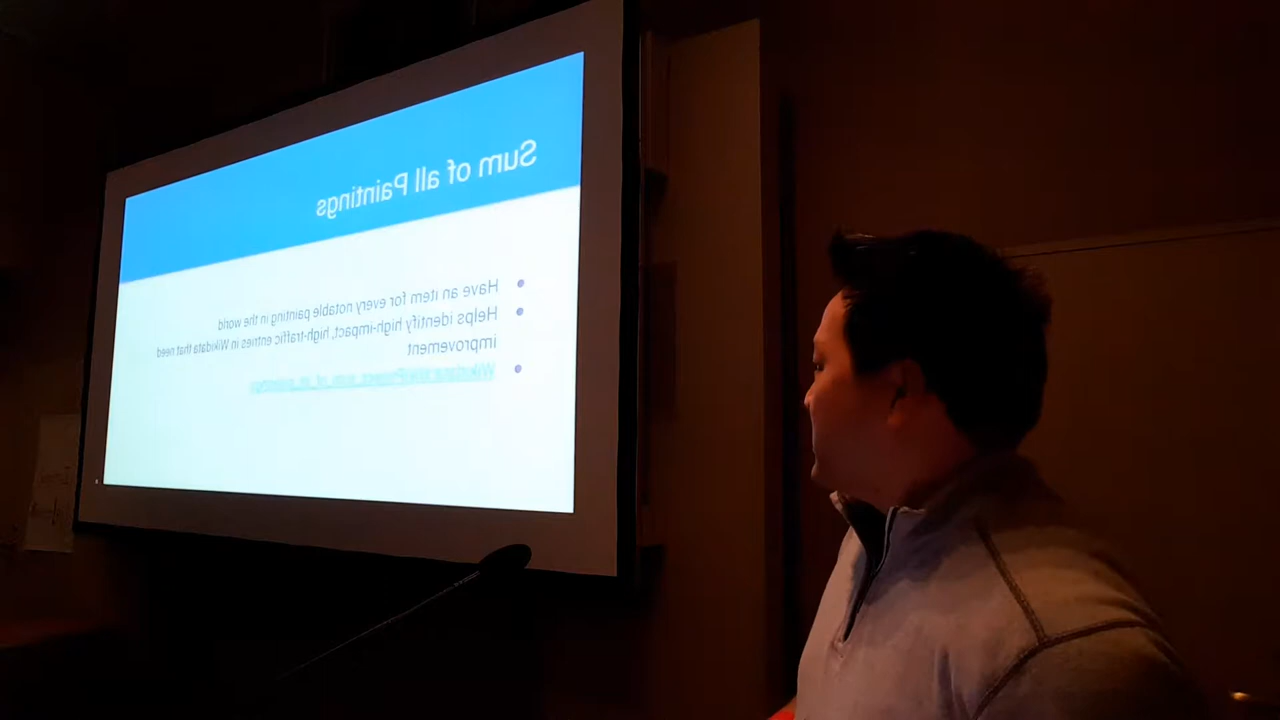 Sum of all Paintings
Have an item for every notable painting in the world
Helps identify high-impact, high-traffic entries in Wikidata that need
improvement